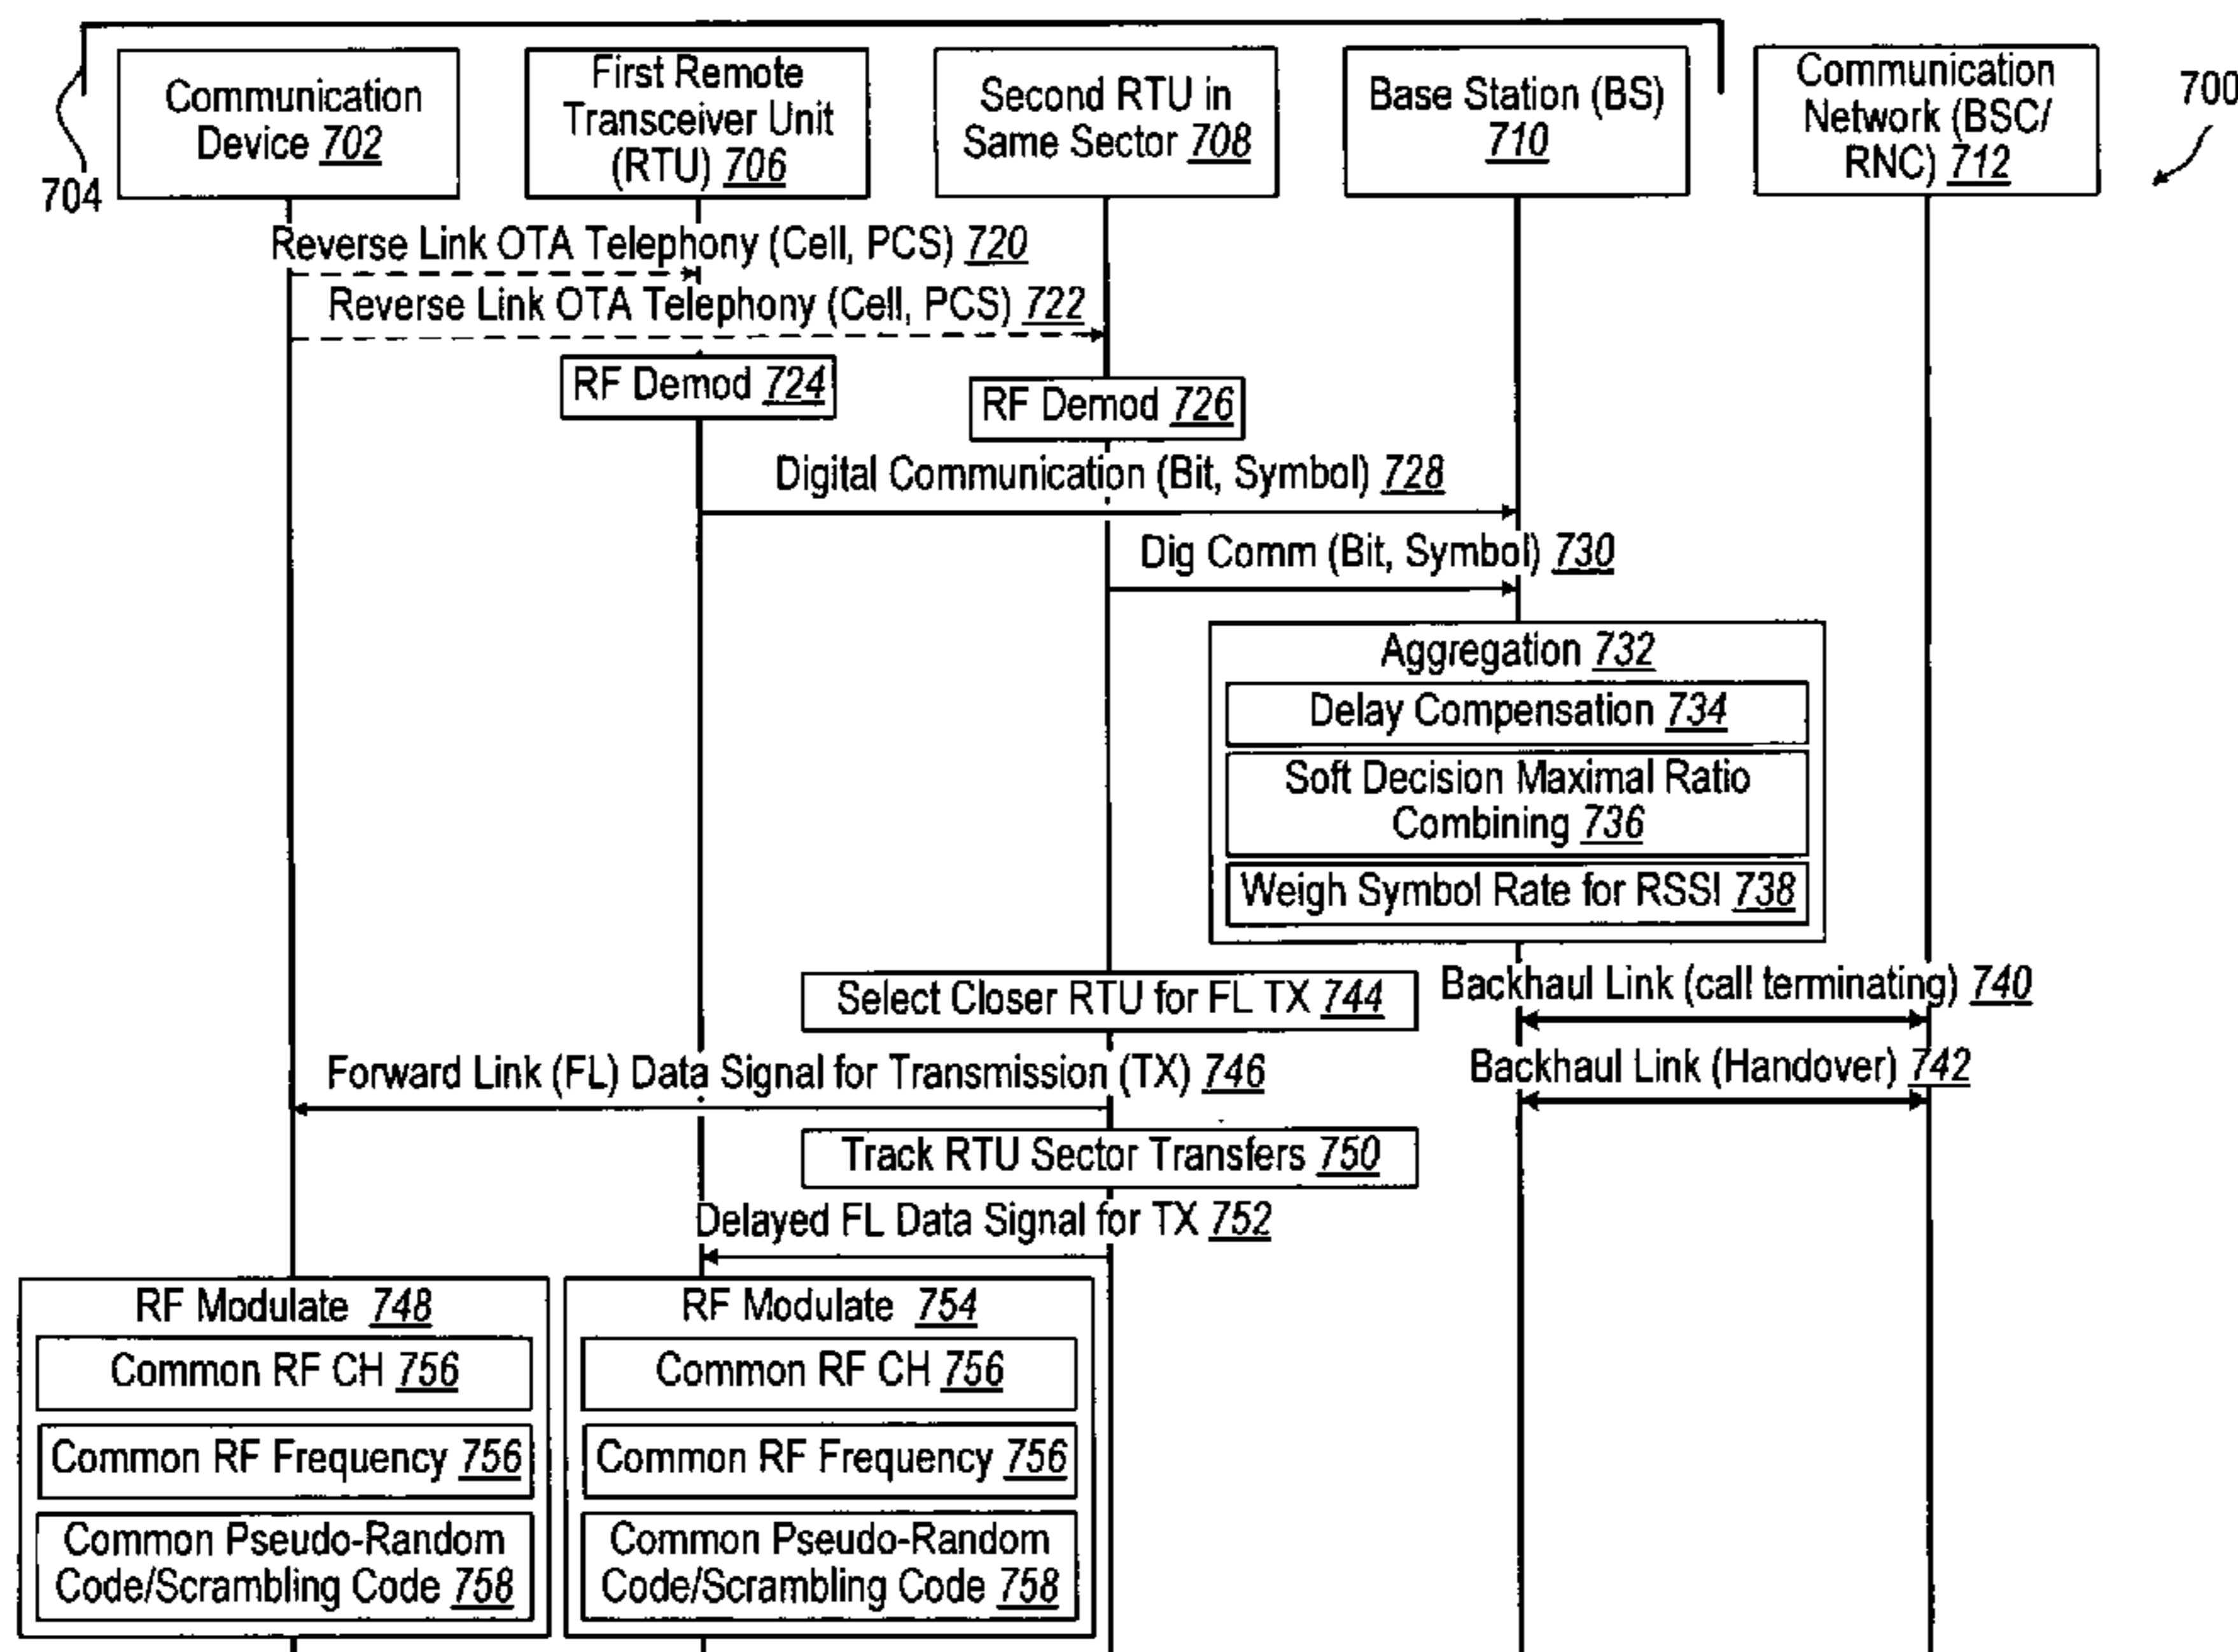 Communication
Device 702
First Remote
Transceiver Unit
(RTU) 706
Second RTU in
Same Sector 708
Base Station (BS)
710
Communication
Network (BSC/
RNC) 712
700
704
Reverse Link OTA Telephony (Cell, PCS) 720
Reverse Link OTA Telephony (Cell, PCS) 722
RF Demod 724
RF Demod 726
Digital Communication (Bit, Symbol) 728
Dig Comm (Bit, Symbol) 730
Aggregation 732
Delay Compensation 734
Soft Decision Maximal Ratio
Combining 736
Weigh Symbol Rate for RSSI 738
Select Closer RTU for FL TX 744
Backhaul Link (call terminating) 740
Forward Link (FL) Data Signal for Transmission (TX) 746
Backhaul Link (Handover) 742
Track RTU Sector Transfers 750
Delayed FL Data Signal for TX 752
RF Modulate 748
Common RF CH 756
Common RF Frequency 756
Common Pseudo-Random
Code/Scrambling Code 758
RF Modulate 754
Common RF CH 756
Common RF Frequency 756
Common Pseudo-Random
Code/Scrambling Code 758